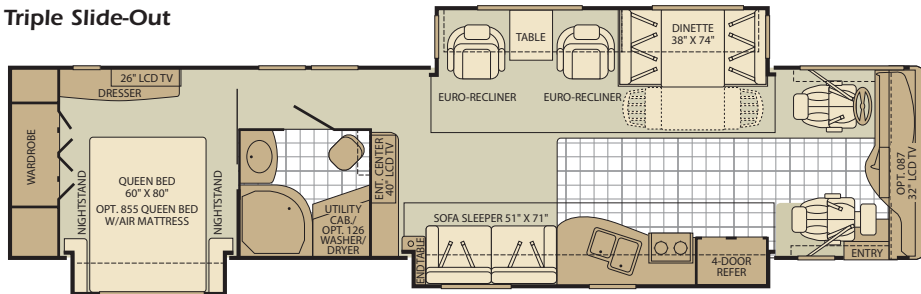 Triple Slide-Out
26" LCD TV
DRESSER
WARDROBE
NIGHTSTAND
QUEEN BED
60" X 80"
OPT. 855 QUEEN BED
W/AIR MATTRESS
NIGHTSTAND
UTILITY
CAB./
OPT. 126
WASHER/
DRYER
ENT. CENTER
40" LCD TV
EURO-RECLINER
TABLE
EURO-RECLINER
DINETTE
38" X 74"
END TABLE
SOFA SLEEPER 51" X 71"
4-DOOR
REFER
OPT. 087
32" LCD TV
ENTRY